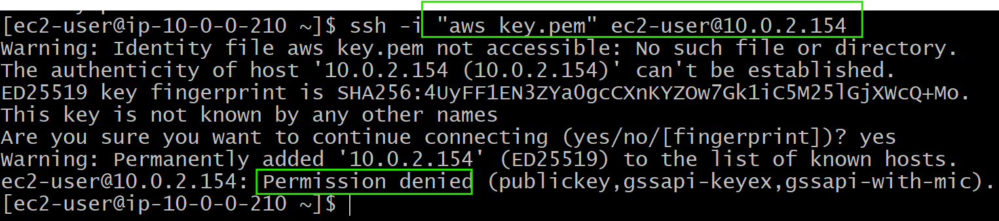 [ec2-user@ip-10-0-0-210 ~]$ ssh -i "aws key.pem" ec2-user@10.0.2.154
Warning: Identity file aws key.pem not accessible: No such file or directory.
The authenticity of host '10.0.2.154 (10.0.2.154)' can't be established.
ED25519 key fingerprint is SHA256:4UyFF1EN3ZYaOgcCXnKYZOw7Gk1iC5M25lGjXWcQ+Mo.
This key is not known by any other names
Are you sure you want to continue connecting (yes/no/[fingerprint])? yes
Warning: Permanently added '10.0.2.154' (ED25519) to the list of known hosts.
ec2-user@10.0.2.154: Permission denied (publickey,gssapi-keyex,gssapi-with-mic).
[ec2-user@ip-10-0-0-210 ~]$